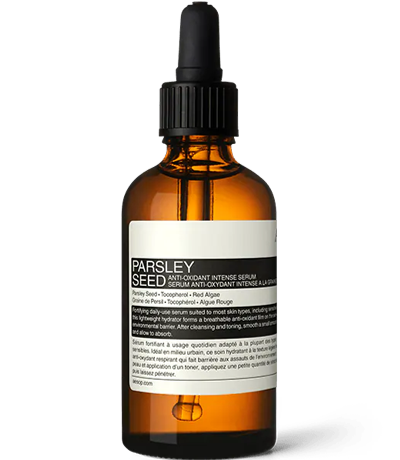 PARSLEY
SEED ANTI-OXIDANT INTENSE SERUM
SERUM ANTI-OXYDANT INTENSE A LA
Parsley Seed • Tocopherol • Red Algae
Graine de Persil • Tocophérol • Algue Rouge
Fortifying daily-use serum suited to most skin types, including
this lightweight hydrator forms a breathable anti-oxidant film on
environmental barrier. After cleansing and toning, smooth a small
and allow to absorb.
Sérum fortifiant à usage quotidien adapté à la plupart des
sensibles. Idéal en milieu urbain, ce soin hydratant à la texture
anti-oxydant respirant qui fait barrière aux assauts de
peau et application d'un toner, appliquez une petite quantité de
puis laissez pénétrer.
aesop.com